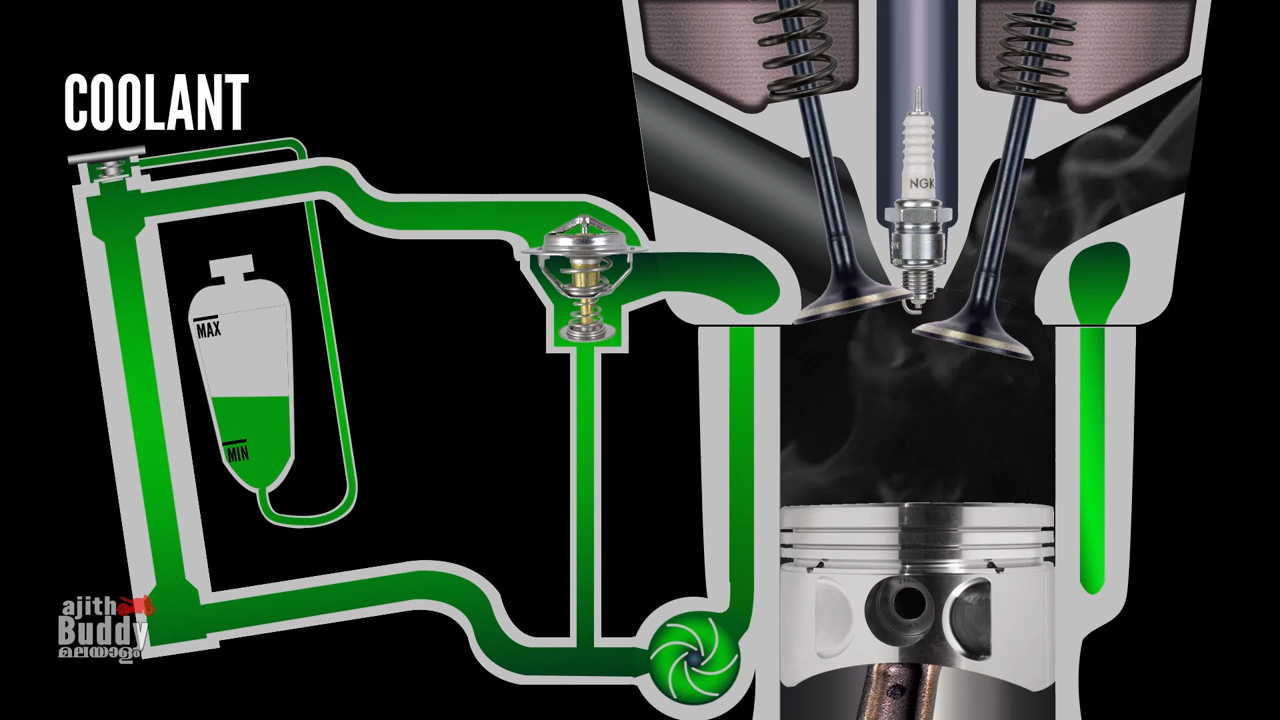 COOLANT
NGK
MAX
MIN
ajith
Buddy
മലയാളം